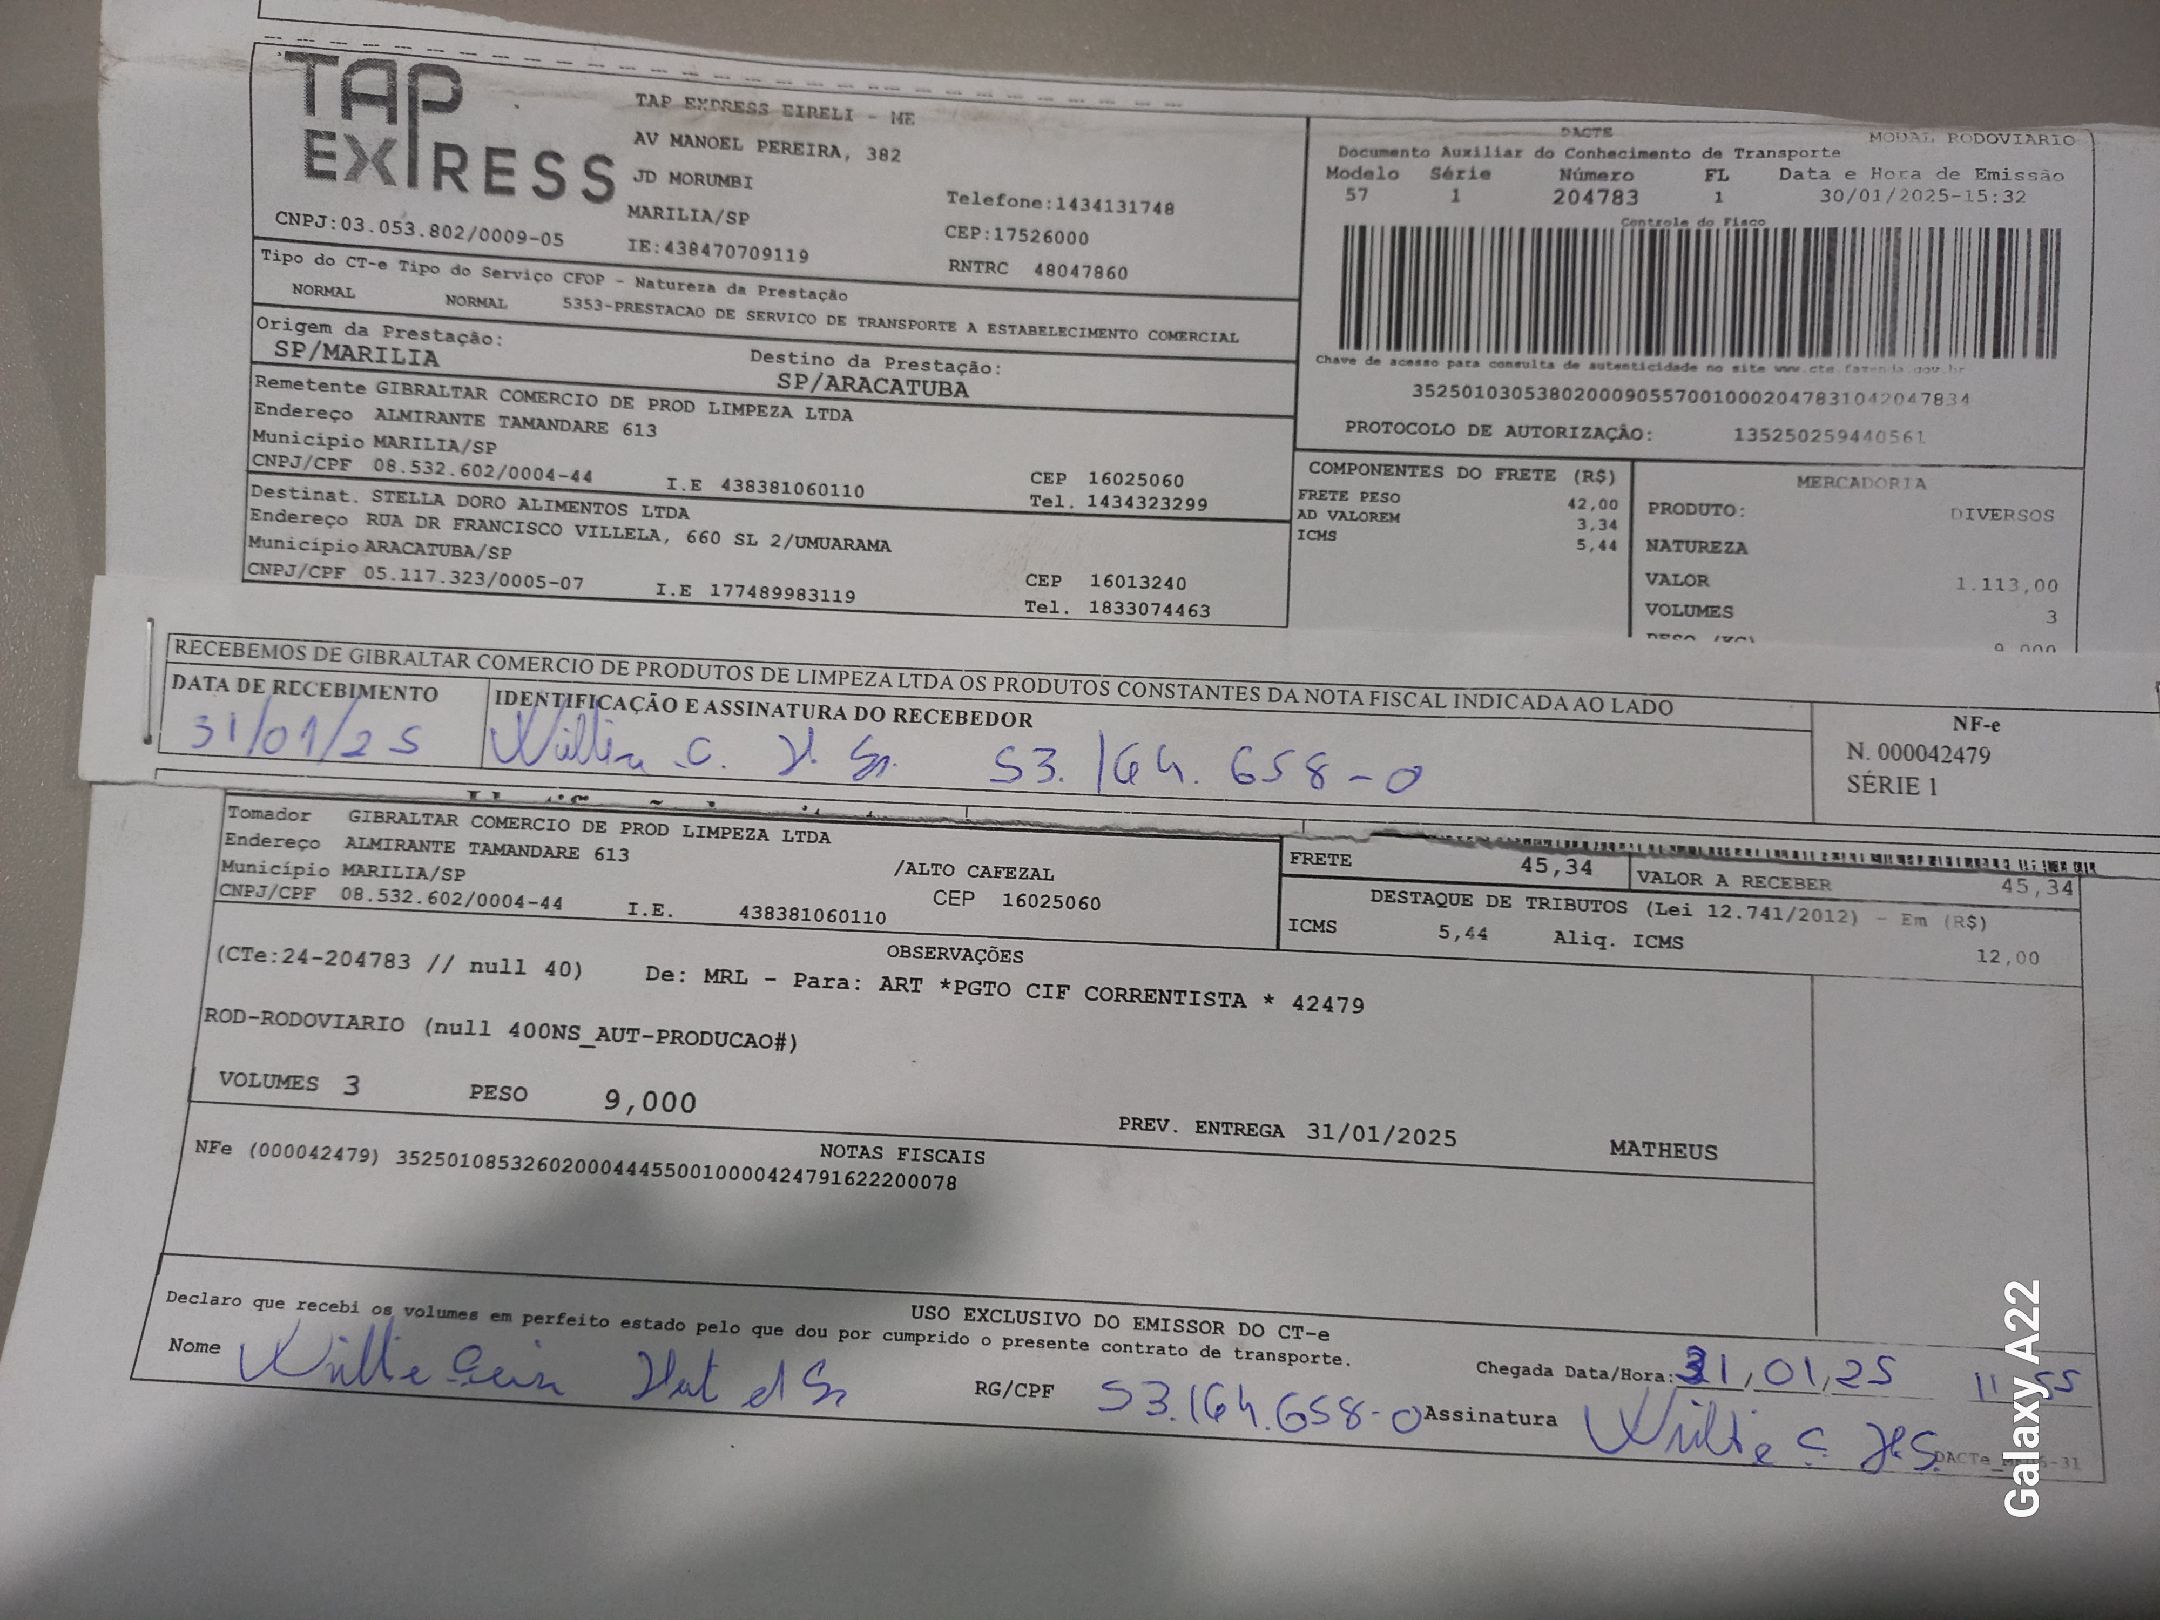 TAP
EXPRESS
TAP EXPRESS EIRELI - ME
AV MANOEL PEREIRA, 382
JD MORUMBI
MARILIA/SP
Telefone:1434131748
CEP:17526000
CNPJ:03.053.802/0009-05
IE:438470709119
RNTRC 48047860
DACTE
MODAL RODOVIARIO
Documento Auxiliar do Conhecimento de Transporte
Modelo Série Número FL Data e Hora de Emissão
57 1 204783 1 30/01/2025-15:32
Controle do Fisco
Chave de acesso para consulta de autenticidade no site www.cte.fazenda.gov.br
35250103053802000905570010002047831042047834
PROTOCOLO DE AUTORIZAÇÃO: 135250259440561
Tipo do CT-e Tipo do Serviço CFOP - Natureza da Prestação
NORMAL NORMAL 5353-PRESTACAO DE SERVICO DE TRANSPORTE A ESTABELECIMENTO COMERCIAL
Origem da Prestação:
SP/MARILIA
Destino da Prestação:
SP/ARACATUBA
Remetente GIBRALTAR COMERCIO DE PROD LIMPEZA LTDA
Endereço ALMIRANTE TAMANDARE 613
Município MARILIA/SP
CEP 16025060
CNPJ/CPF 08.532.602/0004-44 I.E 438381060110 Tel. 1434323299
Destinat. STELLA DORO ALIMENTOS LTDA
Endereço RUA DR FRANCISCO VILLELA, 660 SL 2/UMUARAMA
Município ARACATUBA/SP
CEP 16013240
CNPJ/CPF 05.117.323/0005-07 I.E 177489983119 Tel. 1833074463
COMPONENTES DO FRETE (R$)
FRETE PESO 42,00
AD VALOREM 3,34
ICMS 5,44
MERCADORIA
PRODUTO: DIVERSOS
NATUREZA
VALOR 1.113,00
VOLUMES 3
RECEBEMOS DE GIBRALTAR COMERCIO DE PRODUTOS DE LIMPEZA LTDA OS PRODUTOS CONSTANTES DA NOTA FISCAL INDICADA AO LADO
DATA DE RECEBIMENTO
IDENTIFICAÇÃO E ASSINATURA DO RECEBEDOR
31/01/25
53.164.658-0
NF-e
N. 000042479
SÉRIE 1
Tomador GIBRALTAR COMERCIO DE PROD LIMPEZA LTDA
Endereço ALMIRANTE TAMANDARE 613
/ALTO CAFEZAL
Município MARILIA/SP
CEP 16025060
CNPJ/CPF 08.532.602/0004-44 I.E. 438381060110
FRETE 45,34 VALOR A RECEBER 45,34
DESTAQUE DE TRIBUTOS (Lei 12.741/2012) - Em (R$)
ICMS 5,44 Aliq. ICMS 12,00
OBSERVAÇÕES
(CTe:24-204783 // null 40) De: MRL - Para: ART *PGTO CIF CORRENTISTA * 42479
ROD-RODOVIARIO (null 400NS_AUT-PRODUCAO#)
VOLUMES 3 PESO 9,000
PREV. ENTREGA 31/01/2025 MATHEUS
NOTAS FISCAIS
NFe (000042479) 35250108532602000444550010000424791622200078
USO EXCLUSIVO DO EMISSOR DO CT-e
Declaro que recebi os volumes em perfeito estado pelo que dou por cumprido o presente contrato de transporte.
Chegada Data/Hora: 31,01,25 11 55
Nome
RG/CPF 53.164.658-0
Assinatura
Galaxy A22